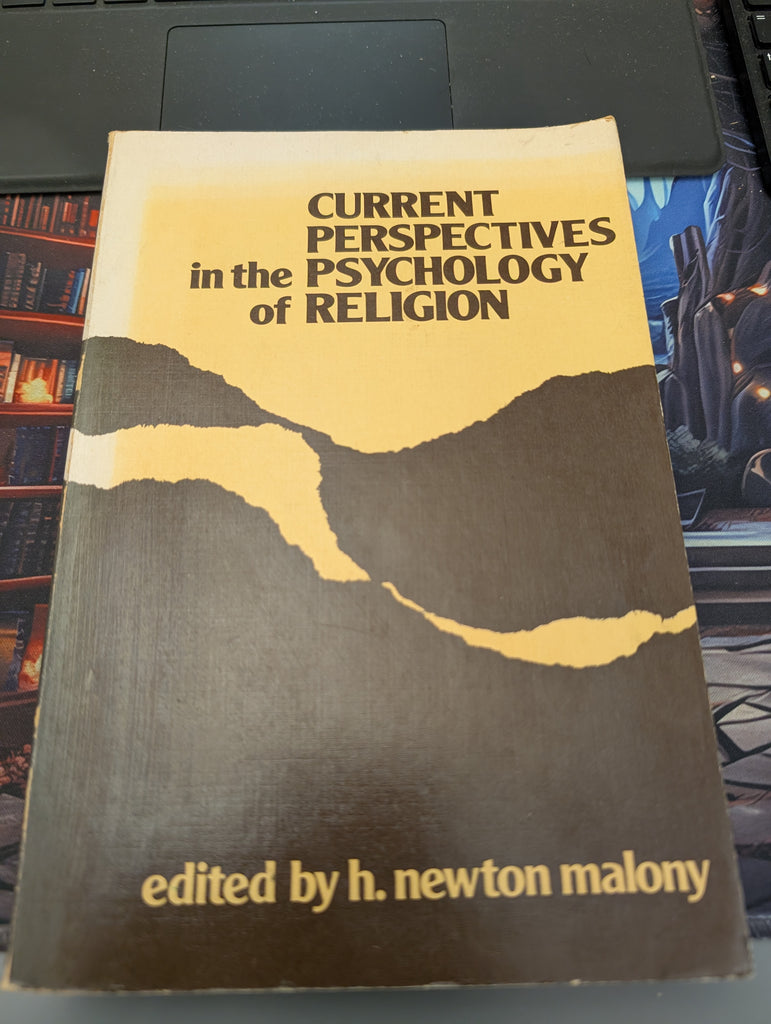 CURRENT
PERSPECTIVES
in the PSYCHOLOGY
of RELIGION
edited by h. newton malony